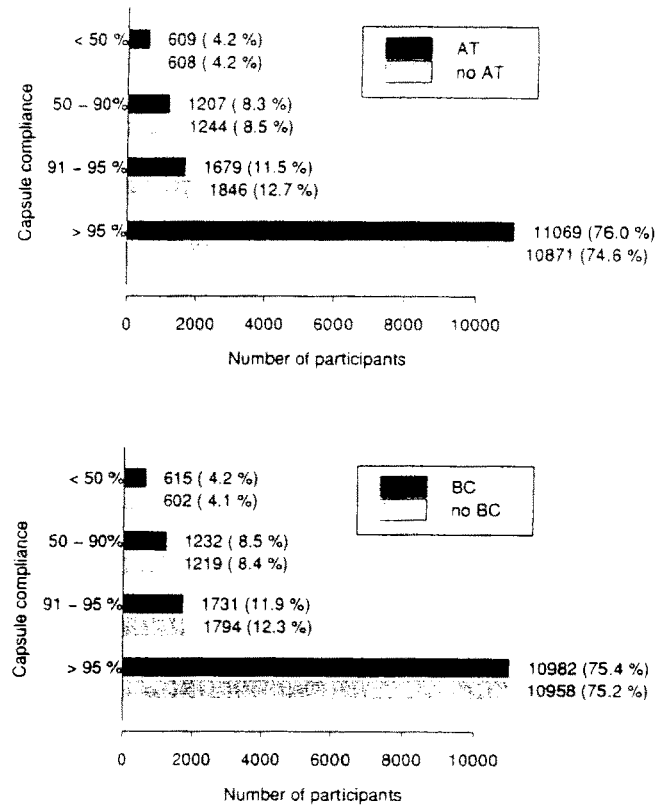 < 50 % 609 ( 4.2 %)
608 ( 4.2 %)
AT
no AT
50 – 90% 1207 ( 8.3 %)
1244 ( 8.5 %)
91 – 95 % 1679 (11.5 %)
1846 (12.7 %)
> 95 % 11069 (76.0 %)
10871 (74.6 %)
Capsule compliance
0 2000 4000 6000 8000 10000
Number of participants
< 50 % 615 ( 4.2 %)
602 ( 4.1 %)
BC
no BC
50 – 90% 1232 ( 8.5 %)
1219 ( 8.4 %)
91 – 95 % 1731 (11.9 %)
1794 (12.3 %)
> 95 % 10982 (75.4 %)
10958 (75.2 %)
Capsule compliance
0 2000 4000 6000 8000 10000
Number of participants